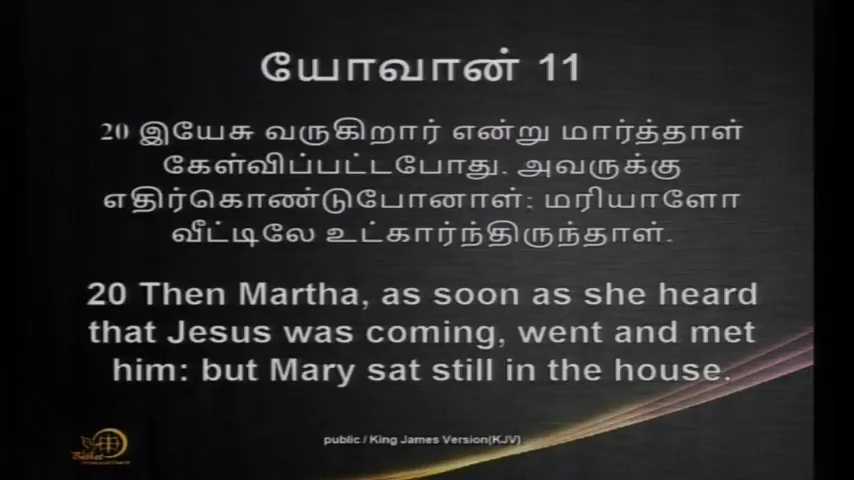 யோவான் 11
20 இயேசு வருகிறார் என்று மார்த்தாள்
கேள்விப்பட்டபோது. அவருக்கு
எதிர்கொண்டுபோனாள்; மரியாளோ
வீட்டிலே உட்கார்ந்திருந்தாள்.
20 Then Martha, as soon as she heard
that Jesus was coming, went and met
him: but Mary sat still in the house.
public / King James Version(KJV)